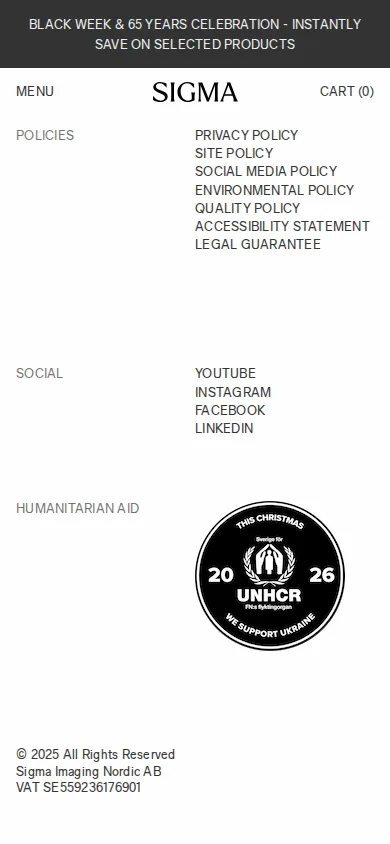 BLACK WEEK & 65 YEARS CELEBRATION - INSTANTLY
SAVE ON SELECTED PRODUCTS
MENU
SIGMA
CART (0)
POLICIES
PRIVACY POLICY
SITE POLICY
SOCIAL MEDIA POLICY
ENVIRONMENTAL POLICY
QUALITY POLICY
ACCESSIBILITY STATEMENT
LEGAL GUARANTEE
SOCIAL
YOUTUBE
INSTAGRAM
FACEBOOK
LINKEDIN
HUMANITARIAN AID
THIS CHRISTMAS
Sverige för
20 26
UNHCR
FN:s flyktingorgan
WE SUPPORT UKRAINE
© 2025 All Rights Reserved
Sigma Imaging Nordic AB
VAT SE559236176901